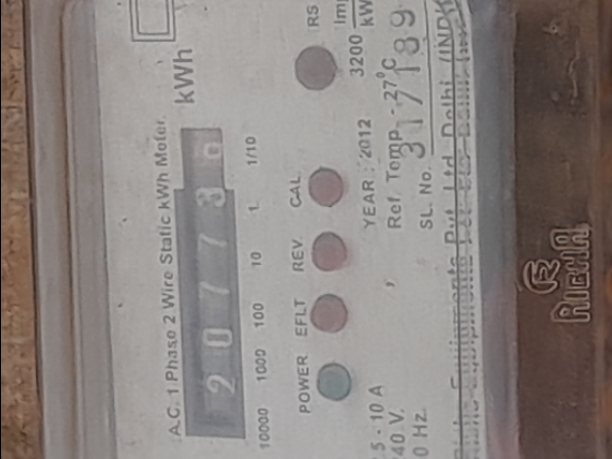 A.C. 1 Phase 2 Wire Static kWh Meter.
2 0 7 7 3 kWh
10000 1000 100 10 1 1/10
POWER EFLT REV CAL RS
3200
5 - 10 A YEAR : 2012
40 V. Ref. Temp - 27°C
0 Hz. SL. No. 317189
RICHA